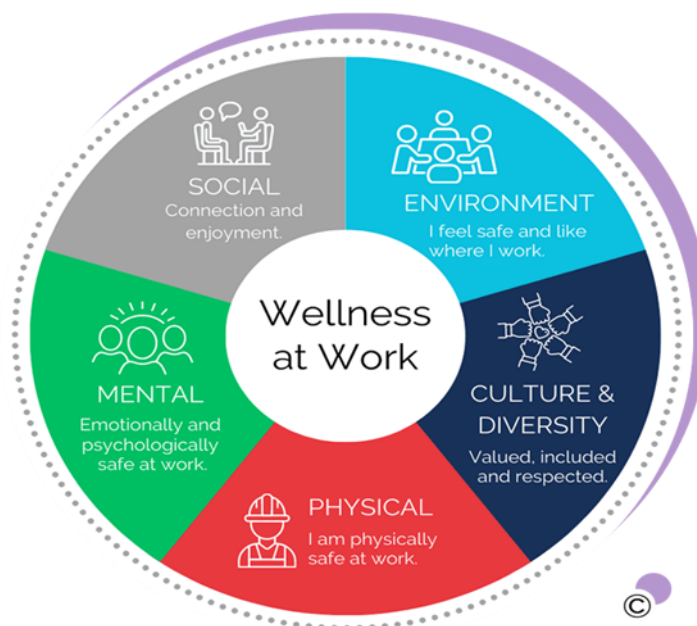 SOCIAL
Connection and
enjoyment.
ENVIRONMENT
I feel safe and like
where I work.
Wellness
at Work
MENTAL
Emotionally and
psychologically
safe at work.
CULTURE &
DIVERSITY
Valued, included
and respected.
PHYSICAL
I am physically
safe at work.
©